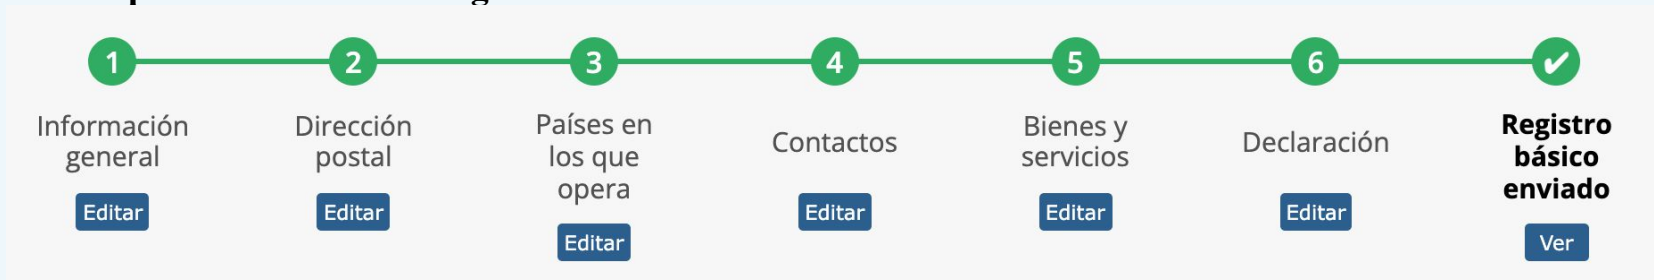 1
2
3
4
5
6
Información
general
Editar
Dirección
postal
Editar
Países en
los que
opera
Editar
Contactos
Editar
Bienes y
servicios
Editar
Declaración
Editar
Registro
básico
enviado
Ver